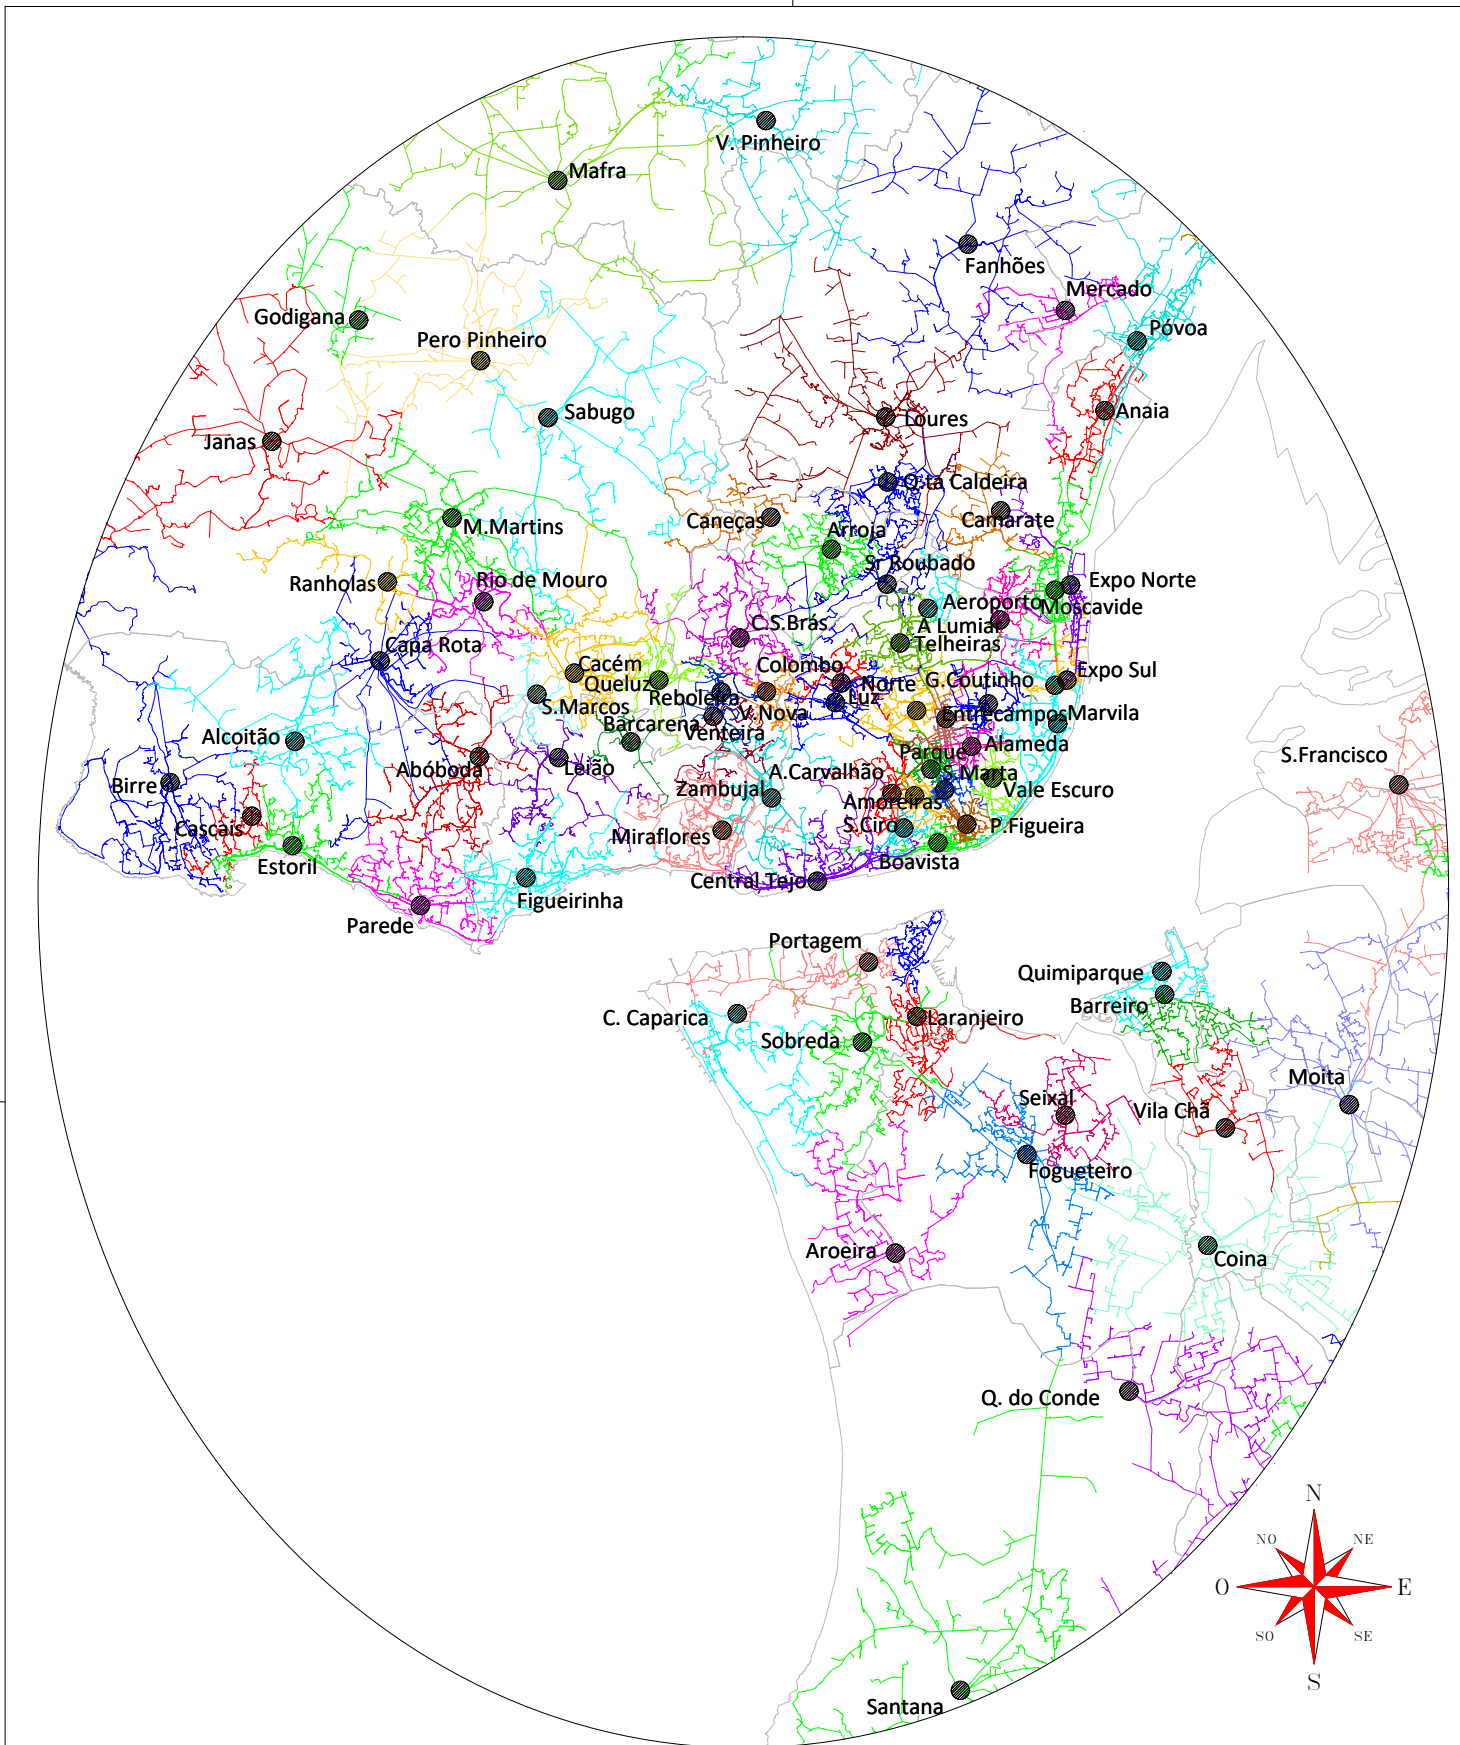 V. Pinheiro
Mafra
Fanhões
Mercado
Godigana
Póvoa
Pero Pinheiro
Sabugo
Anaia
Loures
Janas
Q.ta Caldeira
Caneças
Camarate
M.Martins
Arroja
Sr Roubado
Ranholas
Rio de Mouro
Expo Norte
Aeroporto
Moscavide
C.S.Brás
A Lumiar
Telheiras
Capa Rota
Cacém
Colombo
Expo Sul
Queluz
Norte
G.Coutinho
Reboleira
Luz
S.Marcos
V.Nova
Entrecampos
Marvila
Barcarena
Venteira
Alcoitão
Parque
Alameda
S.Francisco
Abóboda
Leião
A.Carvalhão
S.Marta
Birre
Zambujal
Vale Escuro
Amoreiras
Cascais
Miraflores
S.Ciro
P.Figueira
Estoril
Boavista
Central Tejo
Figueirinha
Parede
Portagem
Quimiparque
Barreiro
C. Caparica
Laranjeiro
Sobreda
Moita
Seixal
Vila Chã
Fogueteiro
Aroeira
Coina
Q. do Conde
N
NO
NE
O
E
SO
SE
S
Santana